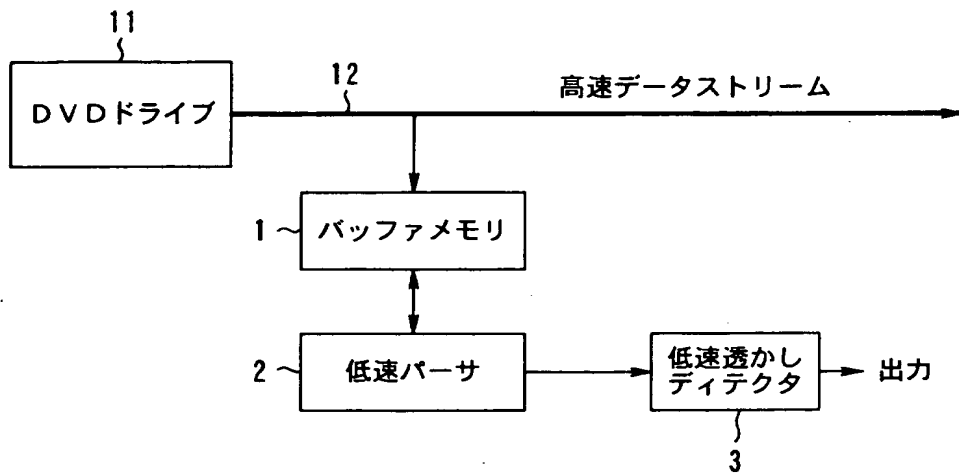 11
DVDドライブ
12
高速データストリーム
1
バッファメモリ
2
低速パーサ
低速透かし
ディテクタ
出力
3